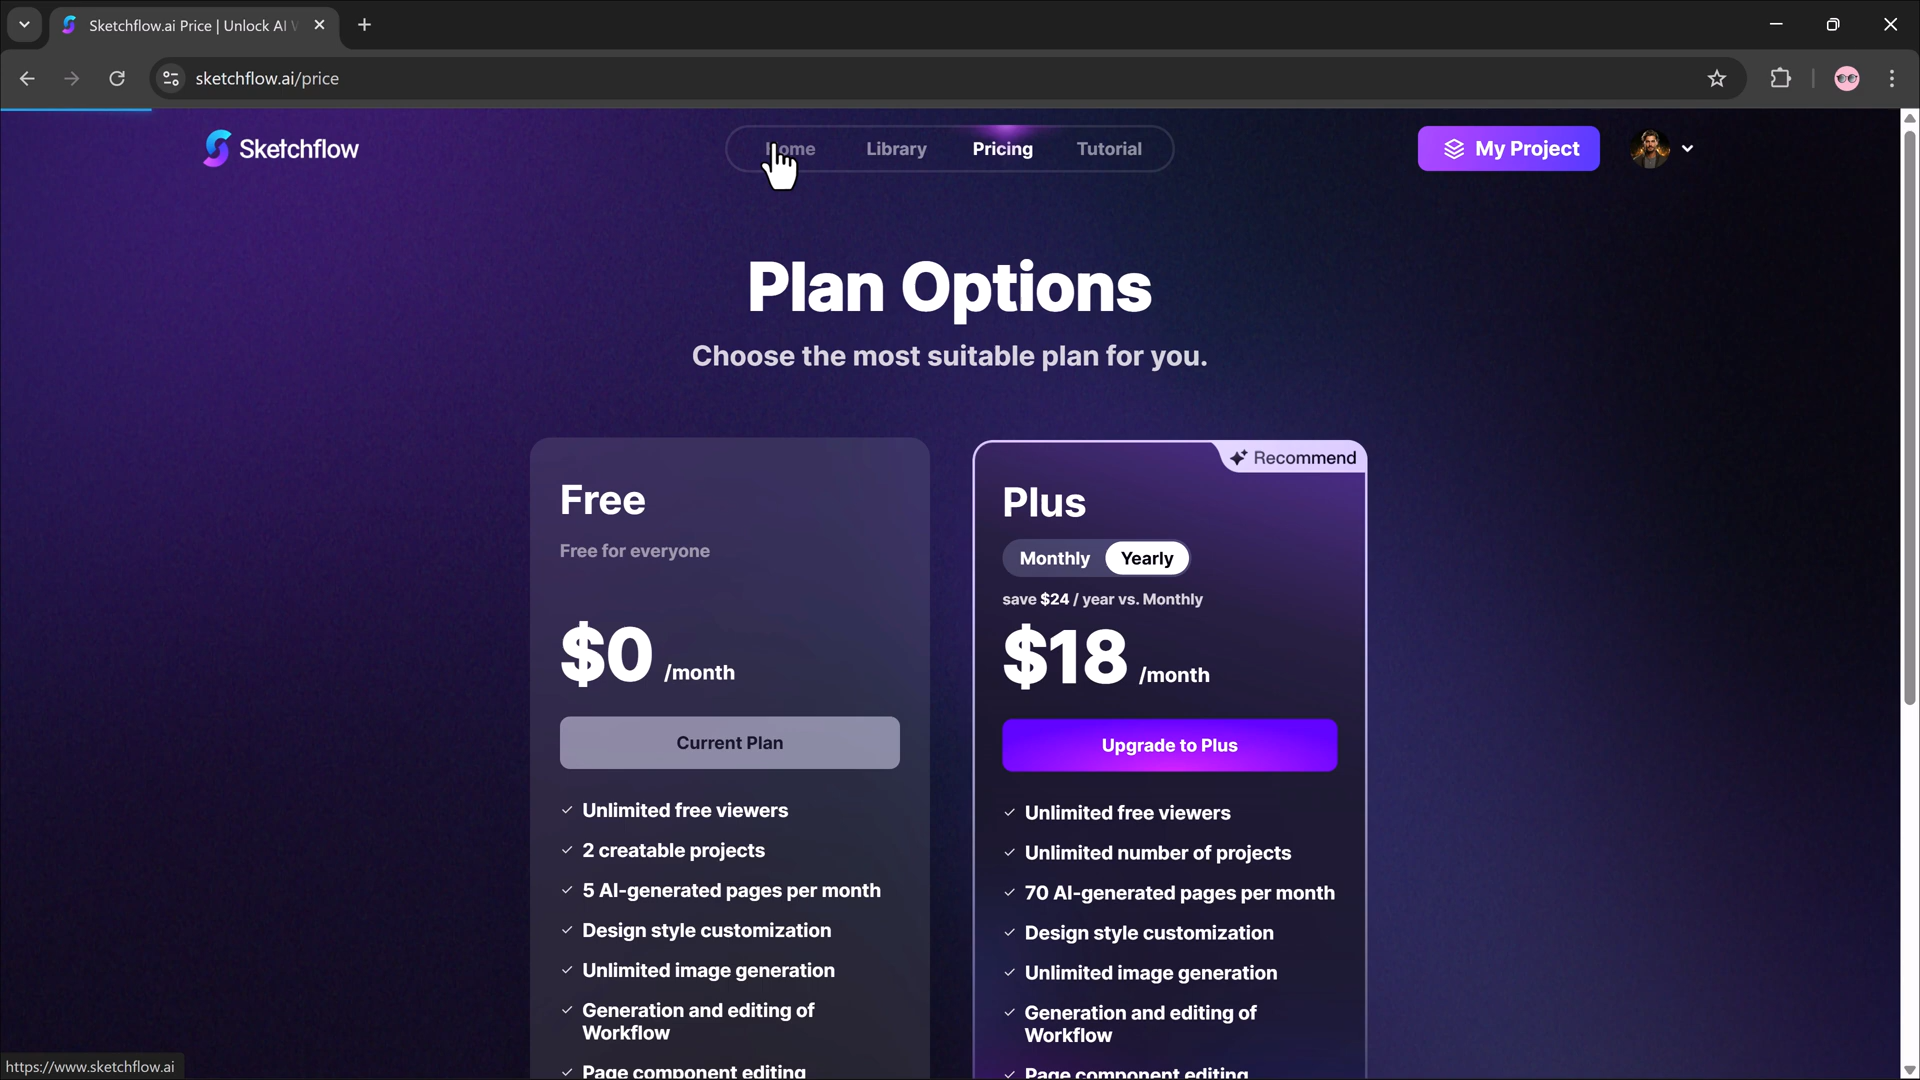 Sketchflow.ai Price | Unlock AI
sketchflow.ai/price
Sketchflow
Home
Library
Pricing
Tutorial
My Project
Plan Options
Choose the most suitable plan for you.
Free
Free for everyone
$0 /month
Current Plan
Unlimited free viewers
2 creatable projects
5 AI-generated pages per month
Design style customization
Unlimited image generation
Generation and editing of
Workflow
Page component editing
Recommend
Plus
Monthly
Yearly
save $24 / year vs. Monthly
$18 /month
Upgrade to Plus
Unlimited free viewers
Unlimited number of projects
70 AI-generated pages per month
Design style customization
Unlimited image generation
Generation and editing of
Workflow
Page component editing
https://www.sketchflow.ai